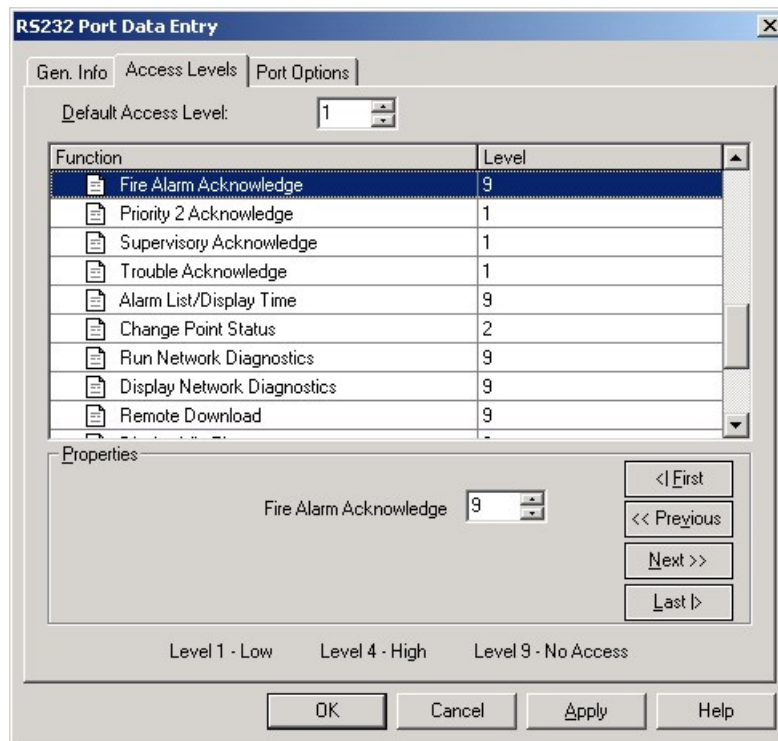 RS232 Port Data Entry
Gen. Info Access Levels Port Options
Default Access Level: 1
Function Level
Fire Alarm Acknowledge 9
Priority 2 Acknowledge 1
Supervisory Acknowledge 1
Trouble Acknowledge 1
Alarm List/Display Time 9
Change Point Status 2
Run Network Diagnostics 9
Display Network Diagnostics 9
Remote Download 9
Properties
<| First
Fire Alarm Acknowledge 9
<< Previous
Next >>
Last |>
Level 1 - Low Level 4 - High Level 9 - No Access
OK Cancel Apply Help